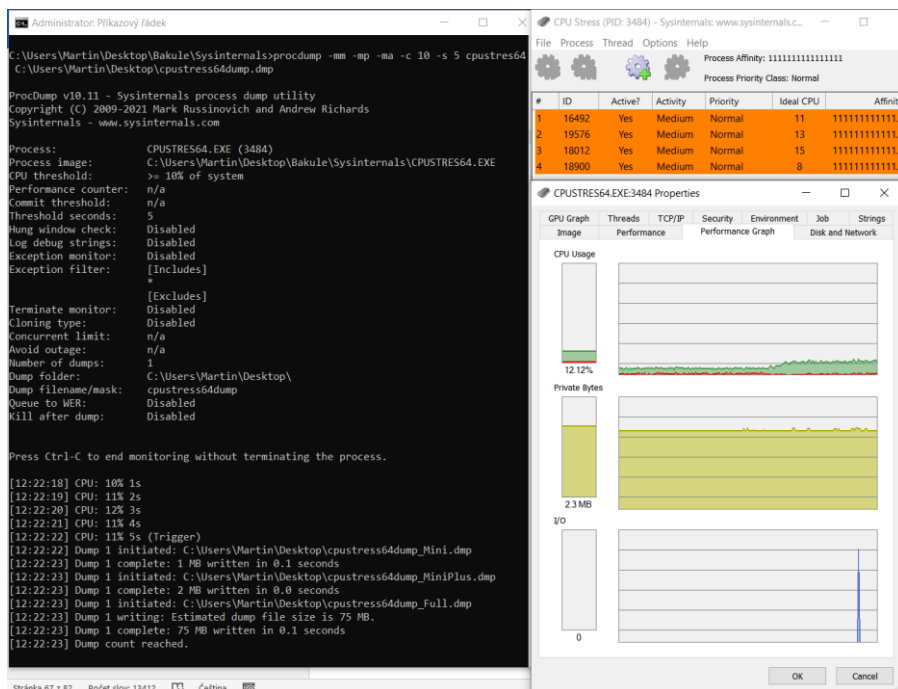 Administrator: Příkazový řádek
C:\Users\Martin\Desktop\Bakule\Sysinternals>procdump -mm -mp -ma -c 10 -s 5 cpustres64
C:\Users\Martin\Desktop\cpustress64dump.dmp
ProcDump v10.11 - Sysinternals process dump utility
Copyright (C) 2009-2021 Mark Russinovich and Andrew Richards
Sysinternals - www.sysinternals.com
Process: CPUSTRES64.EXE (3484)
Process image: C:\Users\Martin\Desktop\Bakule\Sysinternals\CPUSTRES64.EXE
CPU threshold: >= 10% of system
Performance counter: n/a
Commit threshold: n/a
Threshold seconds: 5
Hung window check: Disabled
Log debug strings: Disabled
Exception monitor: Disabled
Exception filter: [Includes]
*
[Excludes]
Terminate monitor: Disabled
Cloning type: Disabled
Concurrent limit: n/a
Avoid outage: n/a
Number of dumps: 1
Dump folder: C:\Users\Martin\Desktop\
Dump filename/mask: cpustress64dump
Queue to WER: Disabled
Kill after dump: Disabled
Press Ctrl-C to end monitoring without terminating the process.
[12:22:18] CPU: 10% 1s
[12:22:19] CPU: 11% 2s
[12:22:20] CPU: 12% 3s
[12:22:21] CPU: 11% 4s
[12:22:22] CPU: 11% 5s (Trigger)
[12:22:22] Dump 1 initiated: C:\Users\Martin\Desktop\cpustress64dump_Mini.dmp
[12:22:23] Dump 1 complete: 1 MB written in 0.1 seconds
[12:22:23] Dump 1 initiated: C:\Users\Martin\Desktop\cpustress64dump_MiniPlus.dmp
[12:22:23] Dump 1 complete: 2 MB written in 0.0 seconds
[12:22:23] Dump 1 initiated: C:\Users\Martin\Desktop\cpustress64dump_Full.dmp
[12:22:23] Dump 1 writing: Estimated dump file size is 75 MB.
[12:22:23] Dump 1 complete: 75 MB written in 0.1 seconds
[12:22:23] Dump count reached.
CPU Stress (PID: 3484) - Sysinternals: www.sysinternals.c...
File Process Thread Options Help
Process Affinity: 1111111111111111
Process Priority Class: Normal
# ID Active? Activity Priority Ideal CPU Affinit
1 16492 Yes Medium Normal 11 111111111111.
2 19576 Yes Medium Normal 13 111111111111.
3 18012 Yes Medium Normal 15 111111111111.
4 18900 Yes Medium Normal 8 111111111111.
CPUSTRES64.EXE:3484 Properties
GPU Graph Threads TCP/IP Security Environment Job Strings
Image Performance Performance Graph Disk and Network
CPU Usage
12.12%
Private Bytes
2.3 MB
I/O
0
OK Cancel
Stránka 67 z 82 Počet slov: 13412 Čeština